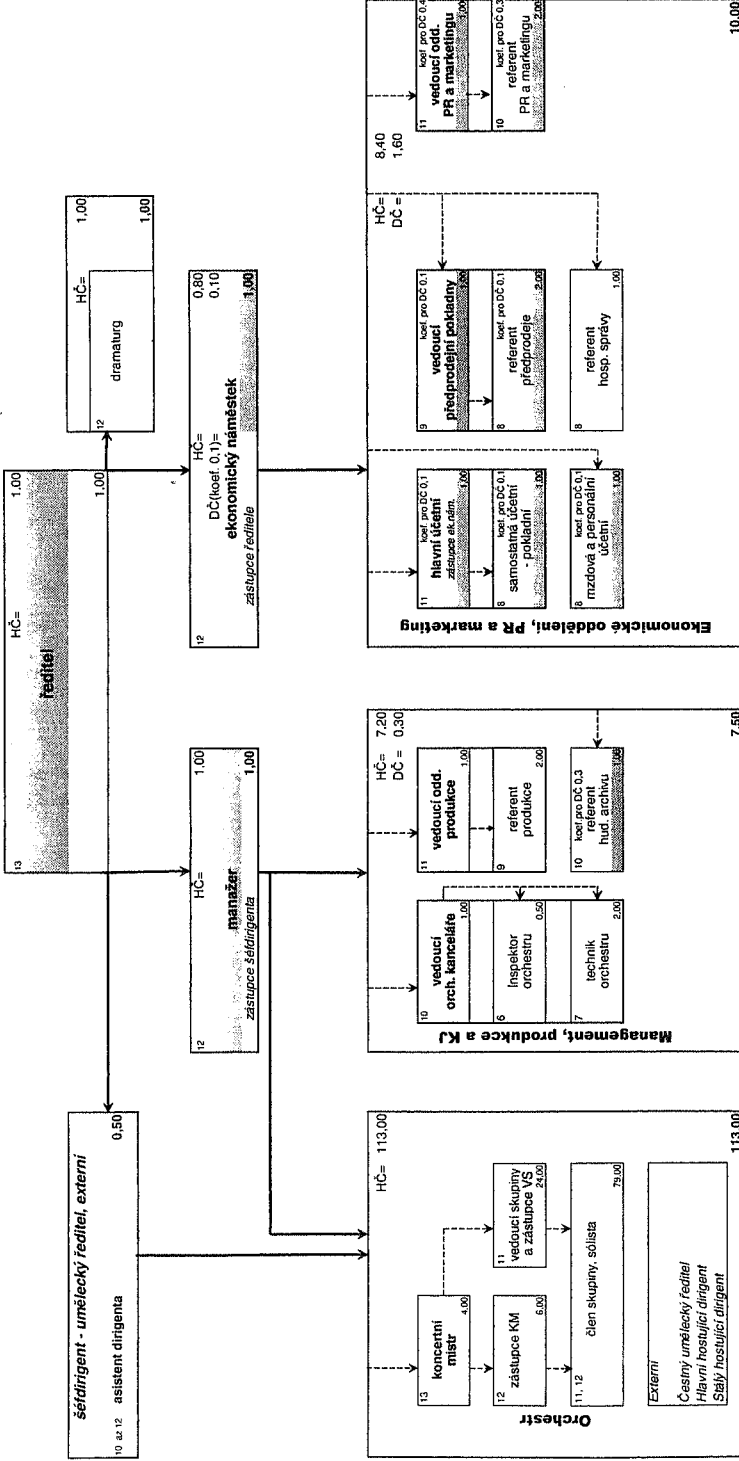 13
HČ= 1,00
ředitel
1,00
HČ= 1,00
12
dramaturg
1,00
šéfdirigent - umělecký ředitel, externí
10 až 12 asistent dirigenta 0,50
HČ= 1,00
12
manažer
zástupce šéfdirigenta 1,00
HČ= 0,80
DČ(koef. 0,1)= 0,10
12
ekonomický náměstek
zástupce ředitele 1,00
HČ= 113,00
Orchestr
13
koncertní
mistr
4,00
12
zástupce KM
6,00
11
vedoucí skupiny
a zástupce VS
24,00
11, 12
člen skupiny, sólista
79,00
Externí
Čestný umělecký ředitel
Hlavní hostující dirigent
Stálý hostující dirigent
113,00
HČ= 7,20
DČ = 0,30
Management, produkce a KJ
10
vedoucí
orch. kanceláře
1,00
6
Inspektor
orchestru
0,50
7
technik
orchestru
2,00
11
vedoucí odd.
produkce
1,00
9
referent
produkce
2,00
10
koef.pro DČ 0,3
referent
hud. archivu
1,00
7,50
HČ= 8,40
DČ = 1,60
Ekonomické oddělení, PR a marketing
11
koef. pro DČ 0,1
hlavní účetní
zástupce ek.nám.
1,00
8
koef. pro DČ 0,1
samostatná účetní
- pokladní
1,00
8
koef. pro DČ 0,1
mzdová a personální
účetní
1,00
9
koef. pro DČ 0,1
vedoucí
předprodejní pokladny
1,00
8
koef. pro DČ 0,1
referent
předprodeje
2,00
8
referent
hosp. správy
1,00
11
koef. pro DČ 0,4
vedoucí odd.
PR a marketingu
1,00
10
koef. pro DČ 0,3
referent
PR a marketingu
2,00
10,00